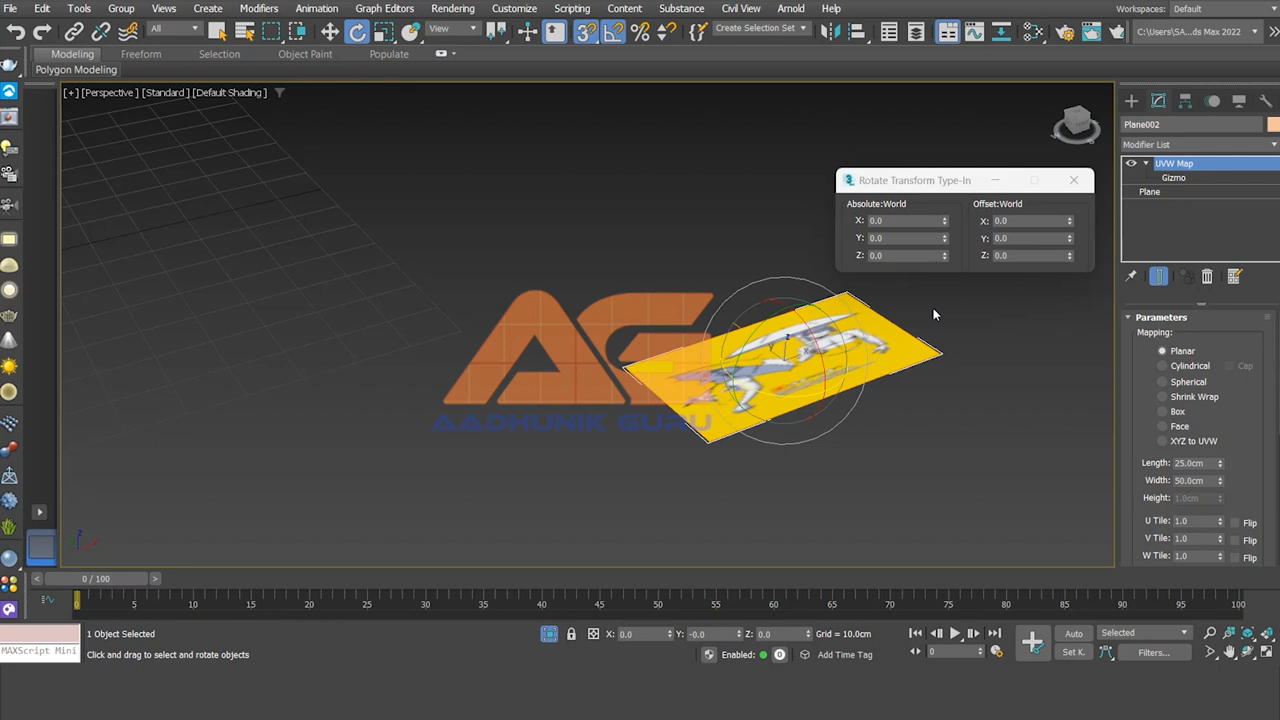 File Edit Tools Group Views Create Modifiers Animation Graph Editors Rendering Customize Scripting Content Substance Civil View Arnold Help Workspaces: Default
All View Create Selection Set C:\Users\SA...ds Max 2022
Modeling Freeform Selection Object Paint Populate
Polygon Modeling
[+] [Perspective ] [Standard ] [Default Shading ]
Plane002
Modifier List
UVW Map
Gizmo
Plane
3 Rotate Transform Type-In
Absolute:World Offset:World
X: 0.0 X: 0.0
Y: 0.0 Y: 0.0
Z: 0.0 Z: 0.0
AG
AADHUNIK GURU
Parameters
Mapping:
Planar
Cylindrical Cap
Spherical
Shrink Wrap
Box
Face
XYZ to UVW
Length: 25.0cm
Width: 50.0cm
Height: 1.0cm
U Tile: 1.0 Flip
V Tile: 1.0 Flip
W Tile: 1.0 Flip
< 0 / 100 >
0 5 10 15 20 25 30 35 40 45 50 55 60 65 70 75 80 85 90 95 100
1 Object Selected X: 0.0 Y: -0.0 Z: 0.0 Grid = 10.0cm Auto Selected
MAXScript Mini Click and drag to select and rotate objects Enabled: 0 Add Time Tag 0 Set K. Filters...